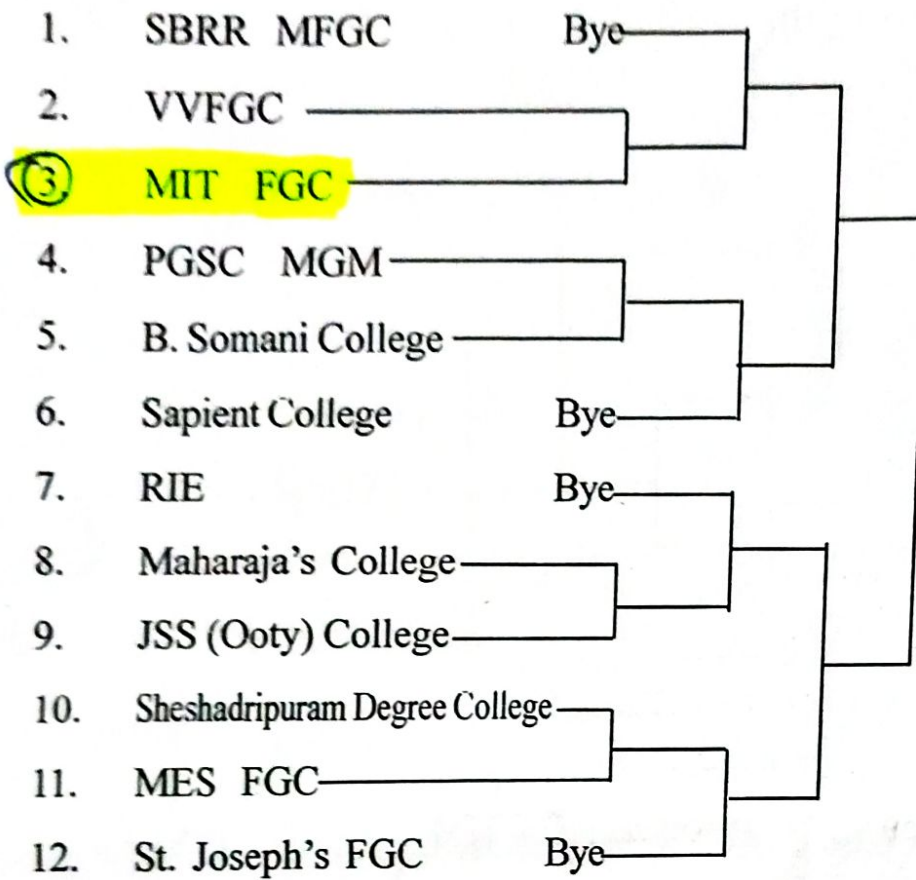 1. SBRR MFGC Bye
2. VVFGC
3. MIT FGC
4. PGSC MGM
5. B. Somani College
6. Sapient College Bye
7. RIE Bye
8. Maharaja's College
9. JSS (Ooty) College
10. Sheshadripuram Degree College
11. MES FGC
12. St. Joseph's FGC Bye